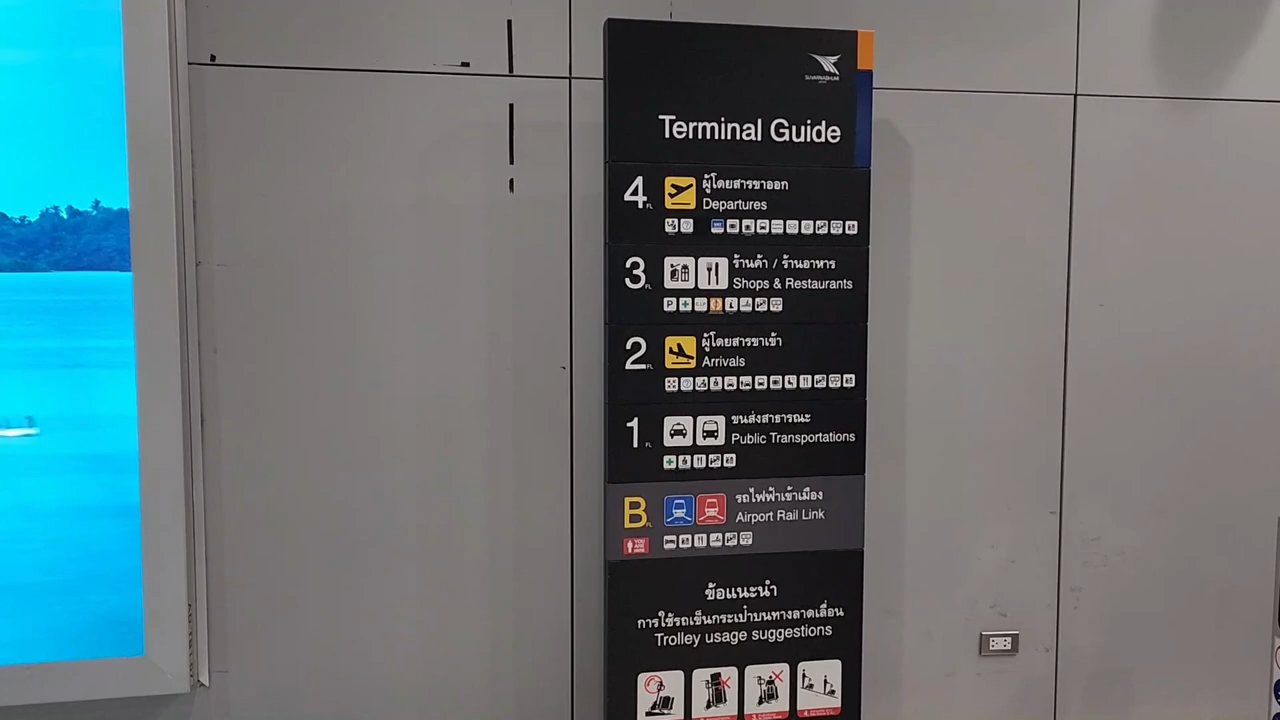 SUVARNABHUMI
Terminal Guide
4 FL
ผู้โดยสารขาออก
Departures
3 FL
ร้านค้า / ร้านอาหาร
Shops & Restaurants
P
2 FL
ผู้โดยสารขาเข้า
Arrivals
1 FL
ขนส่งสาธารณะ
Public Transportations
B FL
รถไฟฟ้าเข้าเมือง
Airport Rail Link
YOU ARE HERE
ข้อแนะนำ
การใช้รถเข็นกระเป๋าบนทางลาดเลื่อน
Trolley usage suggestions